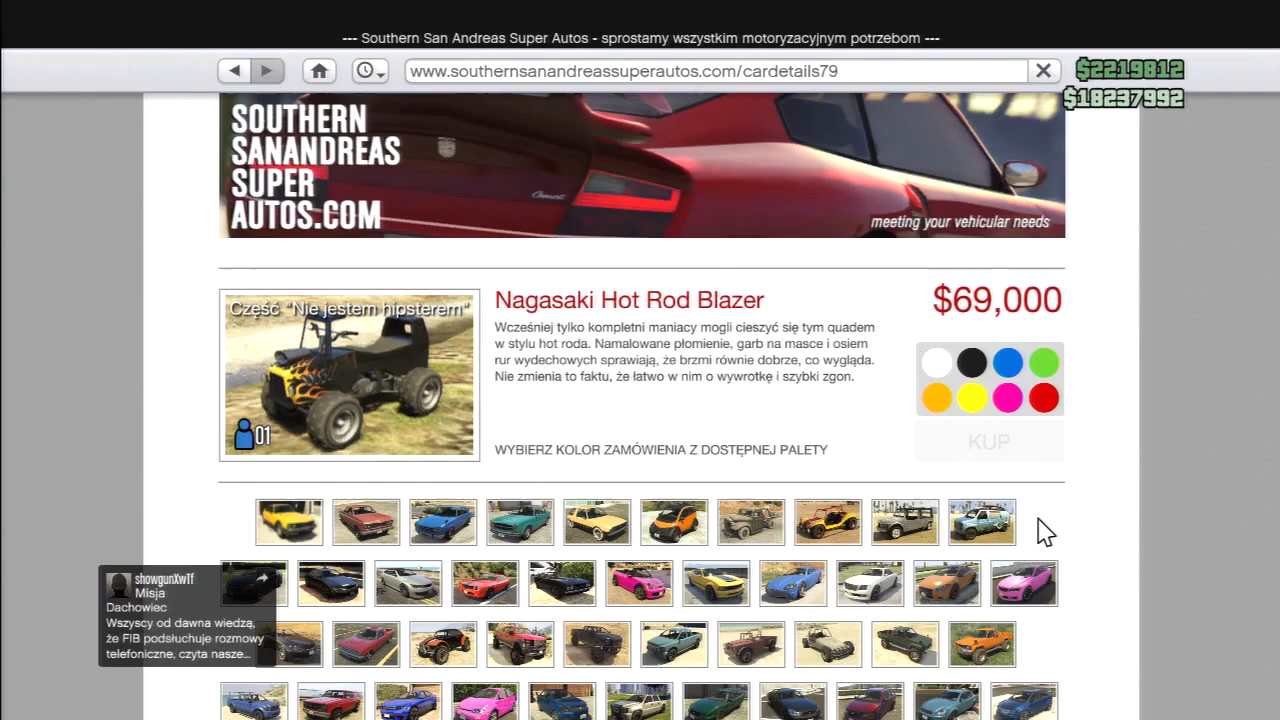 --- Southern San Andreas Super Autos - sprostamy wszystkim motoryzacyjnym potrzebom ---
www.southernsanandreassuperautos.com/cardetails79
$2219812
$18237992
SOUTHERN
SANANDREAS
SUPER
AUTOS.COM
meeting your vehicular needs
Część "Nie jestem hipsterem"
01
Nagasaki Hot Rod Blazer
$69,000
Wcześniej tylko kompletni maniacy mogli cieszyć się tym quadem
w stylu hot roda. Namalowane płomienie, garb na masce i osiem
rur wydechowych sprawiają, że brzmi równie dobrze, co wygląda.
Nie zmienia to faktu, że łatwo w nim o wywrotkę i szybki zgon.
WYBIERZ KOLOR ZAMÓWIENIA Z DOSTĘPNEJ PALETY
KUP
showgunXwTf
Misja
Dachowiec
Wszyscy od dawna wiedzą,
że FIB podsłuchuje rozmowy
telefoniczne, czyta nasze...